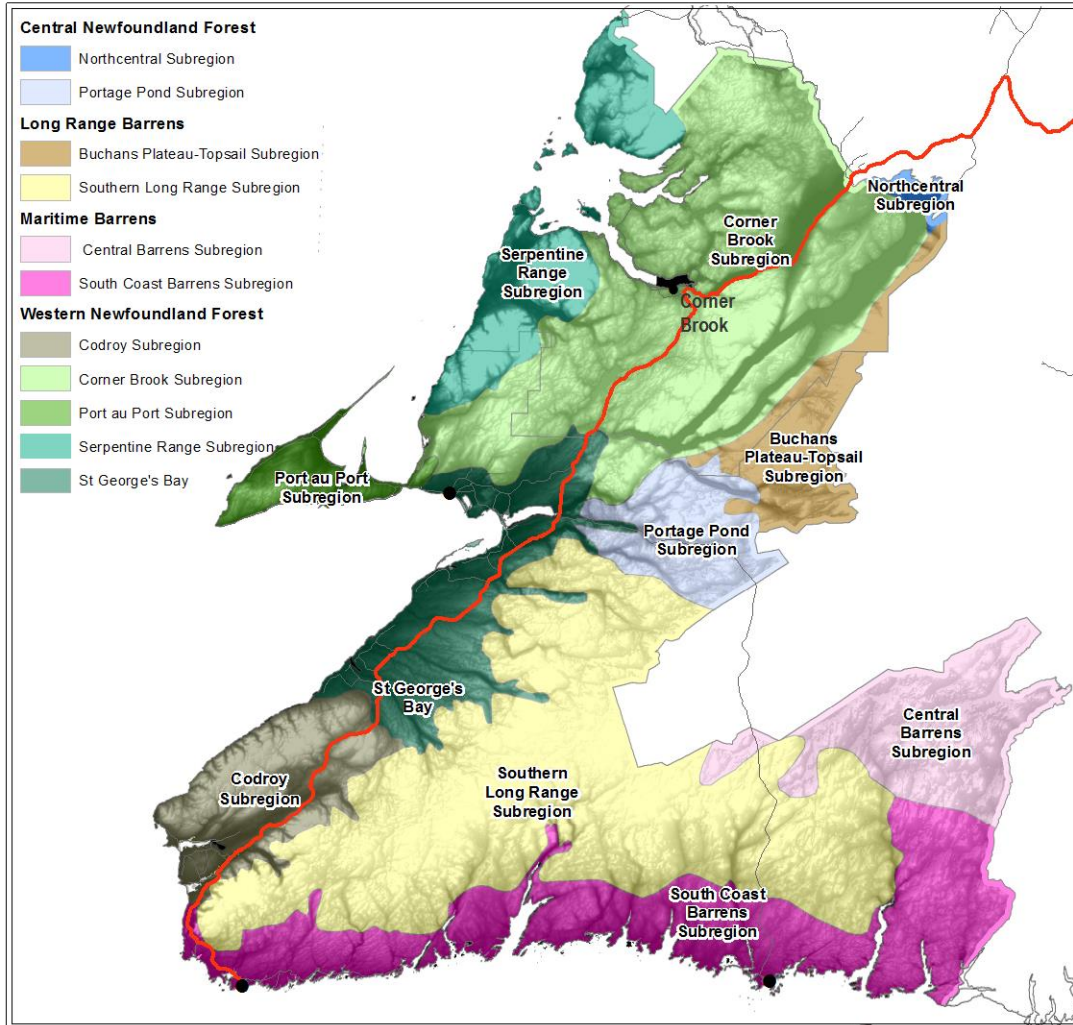 Central Newfoundland Forest
Northcentral Subregion
Portage Pond Subregion
Long Range Barrens
Buchans Plateau-Topsail Subregion
Southern Long Range Subregion
Maritime Barrens
Central Barrens Subregion
South Coast Barrens Subregion
Western Newfoundland Forest
Codroy Subregion
Corner Brook Subregion
Port au Port Subregion
Serpentine Range Subregion
St George's Bay
Northcentral
Subregion
Corner
Brook
Subregion
Serpentine
Range
Subregion
Corner
Brook
Buchans
Plateau-Topsail
Subregion
Port au Port
Subregion
Portage Pond
Subregion
St George's
Bay
Central
Barrens
Subregion
Codroy
Subregion
Southern
Long Range
Subregion
South Coast
Barrens
Subregion